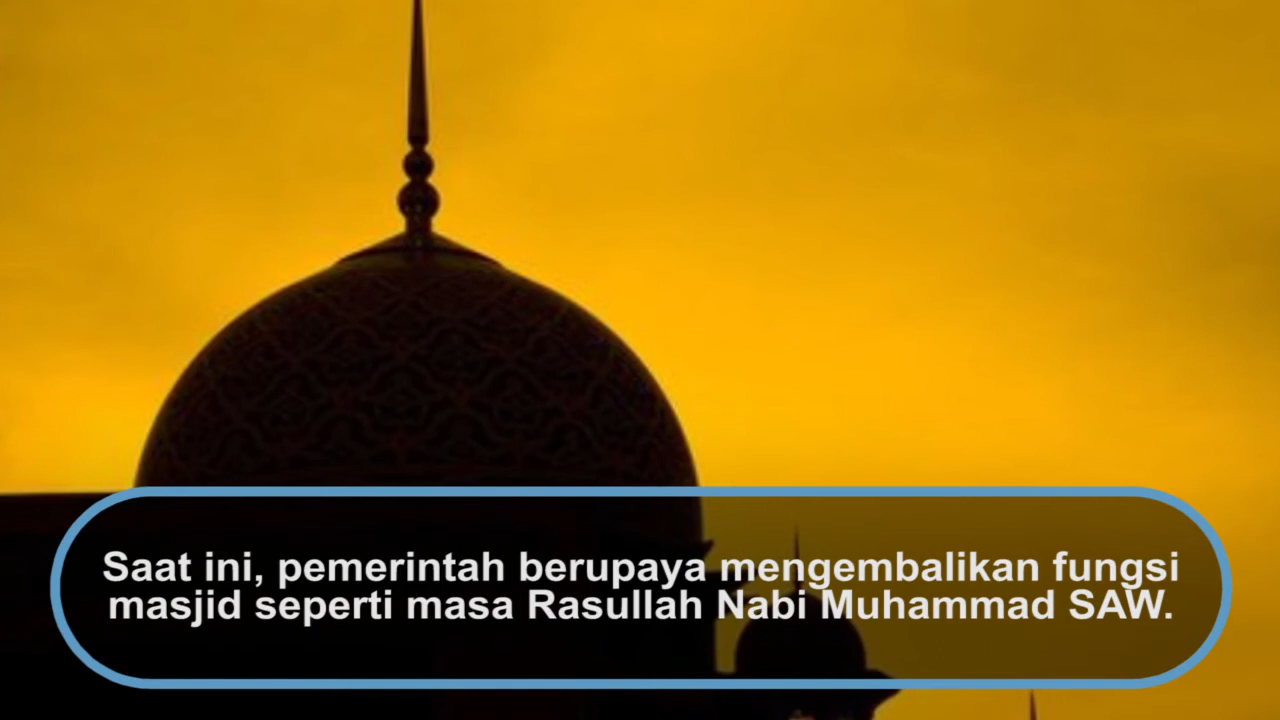 Saat ini, pemerintah berupaya mengembalikan fungsi
masjid seperti masa Rasullah Nabi Muhammad SAW.